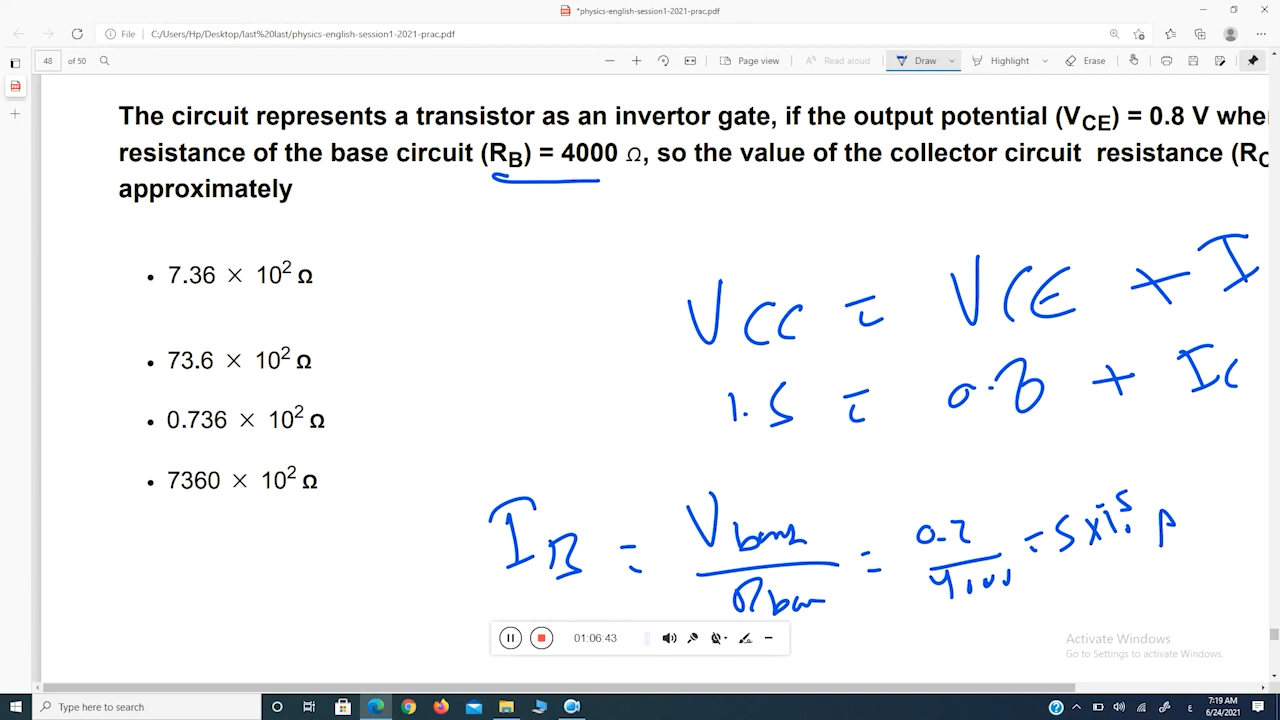 *physics-english-session1-2021-prac.pdf
File | C:/Users/Hp/Desktop/last%20last/physics-english-session1-2021-prac.pdf
48 of 50
Page view
Read aloud
Draw
Highlight
Erase
The circuit represents a transistor as an invertor gate, if the output potential (VCE) = 0.8 V whe
resistance of the base circuit (RB) = 4000 Ω, so the value of the collector circuit resistance (RC
approximately
• 7.36 × 10² Ω
• 73.6 × 10² Ω
• 0.736 × 10² Ω
• 7360 × 10² Ω
VCC = VCE + I
1.5 = 0.8 + IC
IB = Vbase / Rbase = 0.2 / 4000 = 5 × 10⁻⁵ A
01:06:43
Activate Windows
Go to Settings to activate Windows.
Type here to search
7:19 AM
6/24/2021